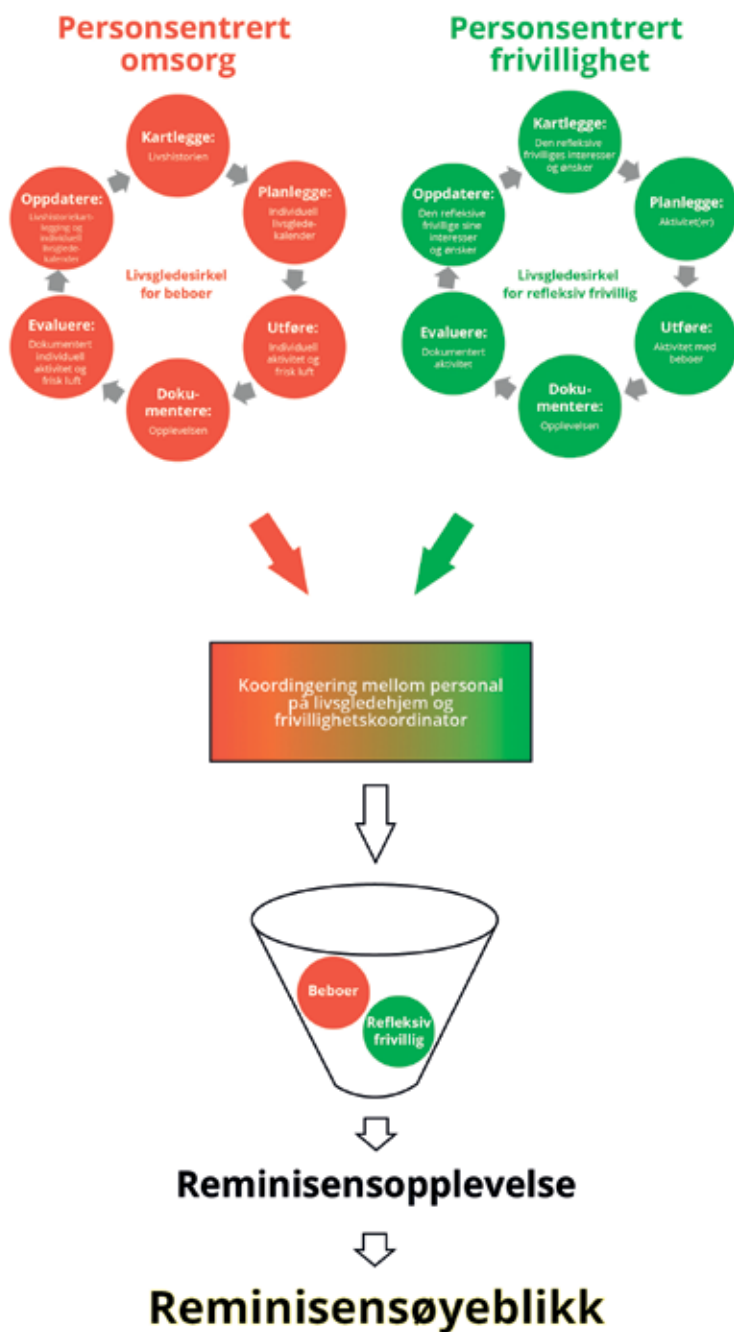 Personsentrert
omsorg
Kartlegge:
Livshistorien
Planlegge:
Individuell
livsglede-
kalender
Utføre:
Individuell
aktivitet og
frisk luft
Doku-
mentere:
Opplevelsen
Evaluere:
Dokumentert
individuell
aktivitet og
frisk luft
Oppdatere:
Livshistoriekart-
legging og
individuell
livsglede-
kalender
Livsgledesirkel
for beboer
Personsentrert
frivillighet
Kartlegge:
Den refleksive
frivilliges interesser
og ønsker
Planlegge:
Aktivitet(er)
Utføre:
Aktivitet med
beboer
Doku-
mentere:
Opplevelsen
Evaluere:
Dokumentert
aktivitet
Oppdatere:
Den refleksive
frivillige sine
interesser
og ønsker
Livsgledesirkel
for refleksiv frivillig
Koordingering mellom personal
på livsgledehjem og
frivillighetskoordinator
Beboer
Refleksiv
frivillig
Reminisensopplevelse
Reminisensøyeblikk